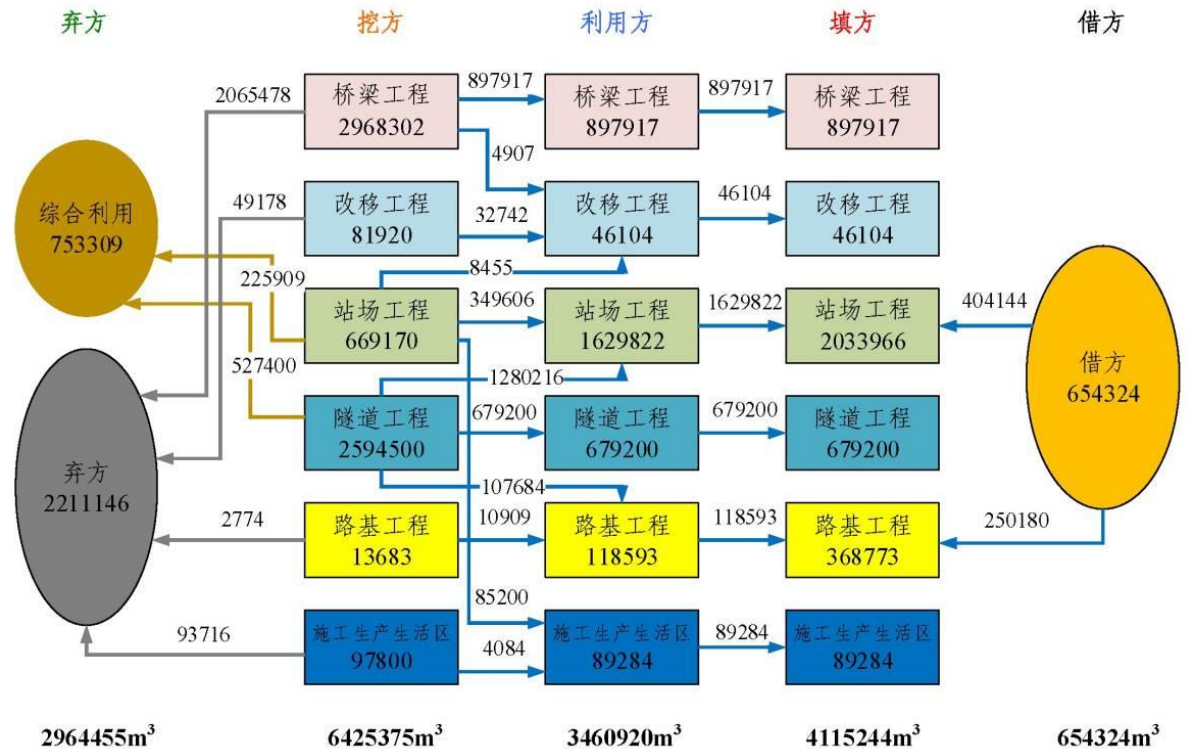 弃方
挖方
利用方
填方
借方
2065478
桥梁工程
2968302
897917
桥梁工程
897917
897917
桥梁工程
897917
4907
综合利用
753309
49178
改移工程
81920
32742
改移工程
46104
46104
改移工程
46104
8455
225909
站场工程
669170
349606
站场工程
1629822
1629822
站场工程
2033966
404144
借方
654324
527400
1280216
隧道工程
2594500
679200
隧道工程
679200
679200
隧道工程
679200
弃方
2211146
107684
2774
路基工程
13683
10909
路基工程
118593
118593
路基工程
368773
250180
85200
93716
施工生产生活区
97800
4084
施工生产生活区
89284
89284
施工生产生活区
89284
2964455m³
6425375m³
3460920m³
4115244m³
654324m³